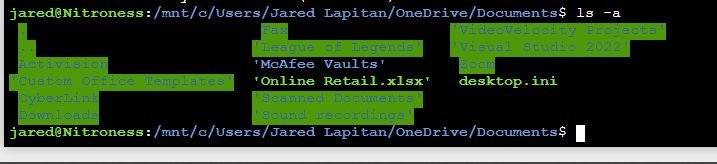 jared@Nitroness:/mnt/c/Users/Jared Lapitan/OneDrive/Documents$ ls -a
. Fax 'VideoVelocity Projects'
.. 'League of Legends' 'Visual Studio 2022'
Activision 'McAfee Vaults' Zoom
'Custom Office Templates' 'Online Retail.xlsx' desktop.ini
CyberLink 'Scanned Documents'
Downloads 'Sound recordings'
jared@Nitroness:/mnt/c/Users/Jared Lapitan/OneDrive/Documents$